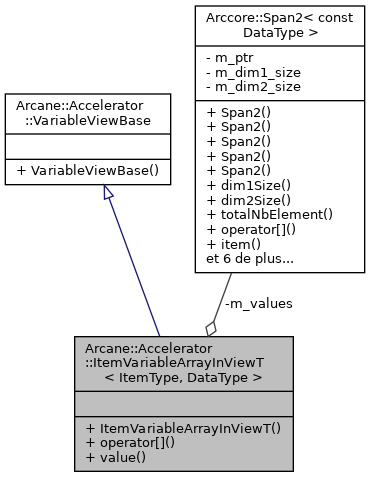 Arccore::Span2< const
DataType >
- m_ptr
- m_dim1_size
- m_dim2_size
+ Span2()
+ Span2()
+ Span2()
+ Span2()
+ Span2()
+ dim1Size()
+ dim2Size()
+ totalNbElement()
+ operator[]()
+ item()
et 6 de plus...
Arcane::Accelerator
::VariableViewBase
+ VariableViewBase()
-m_values
Arcane::Accelerator
::ItemVariableArrayInViewT
< ItemType, DataType >
+ ItemVariableArrayInViewT()
+ operator[]()
+ value()